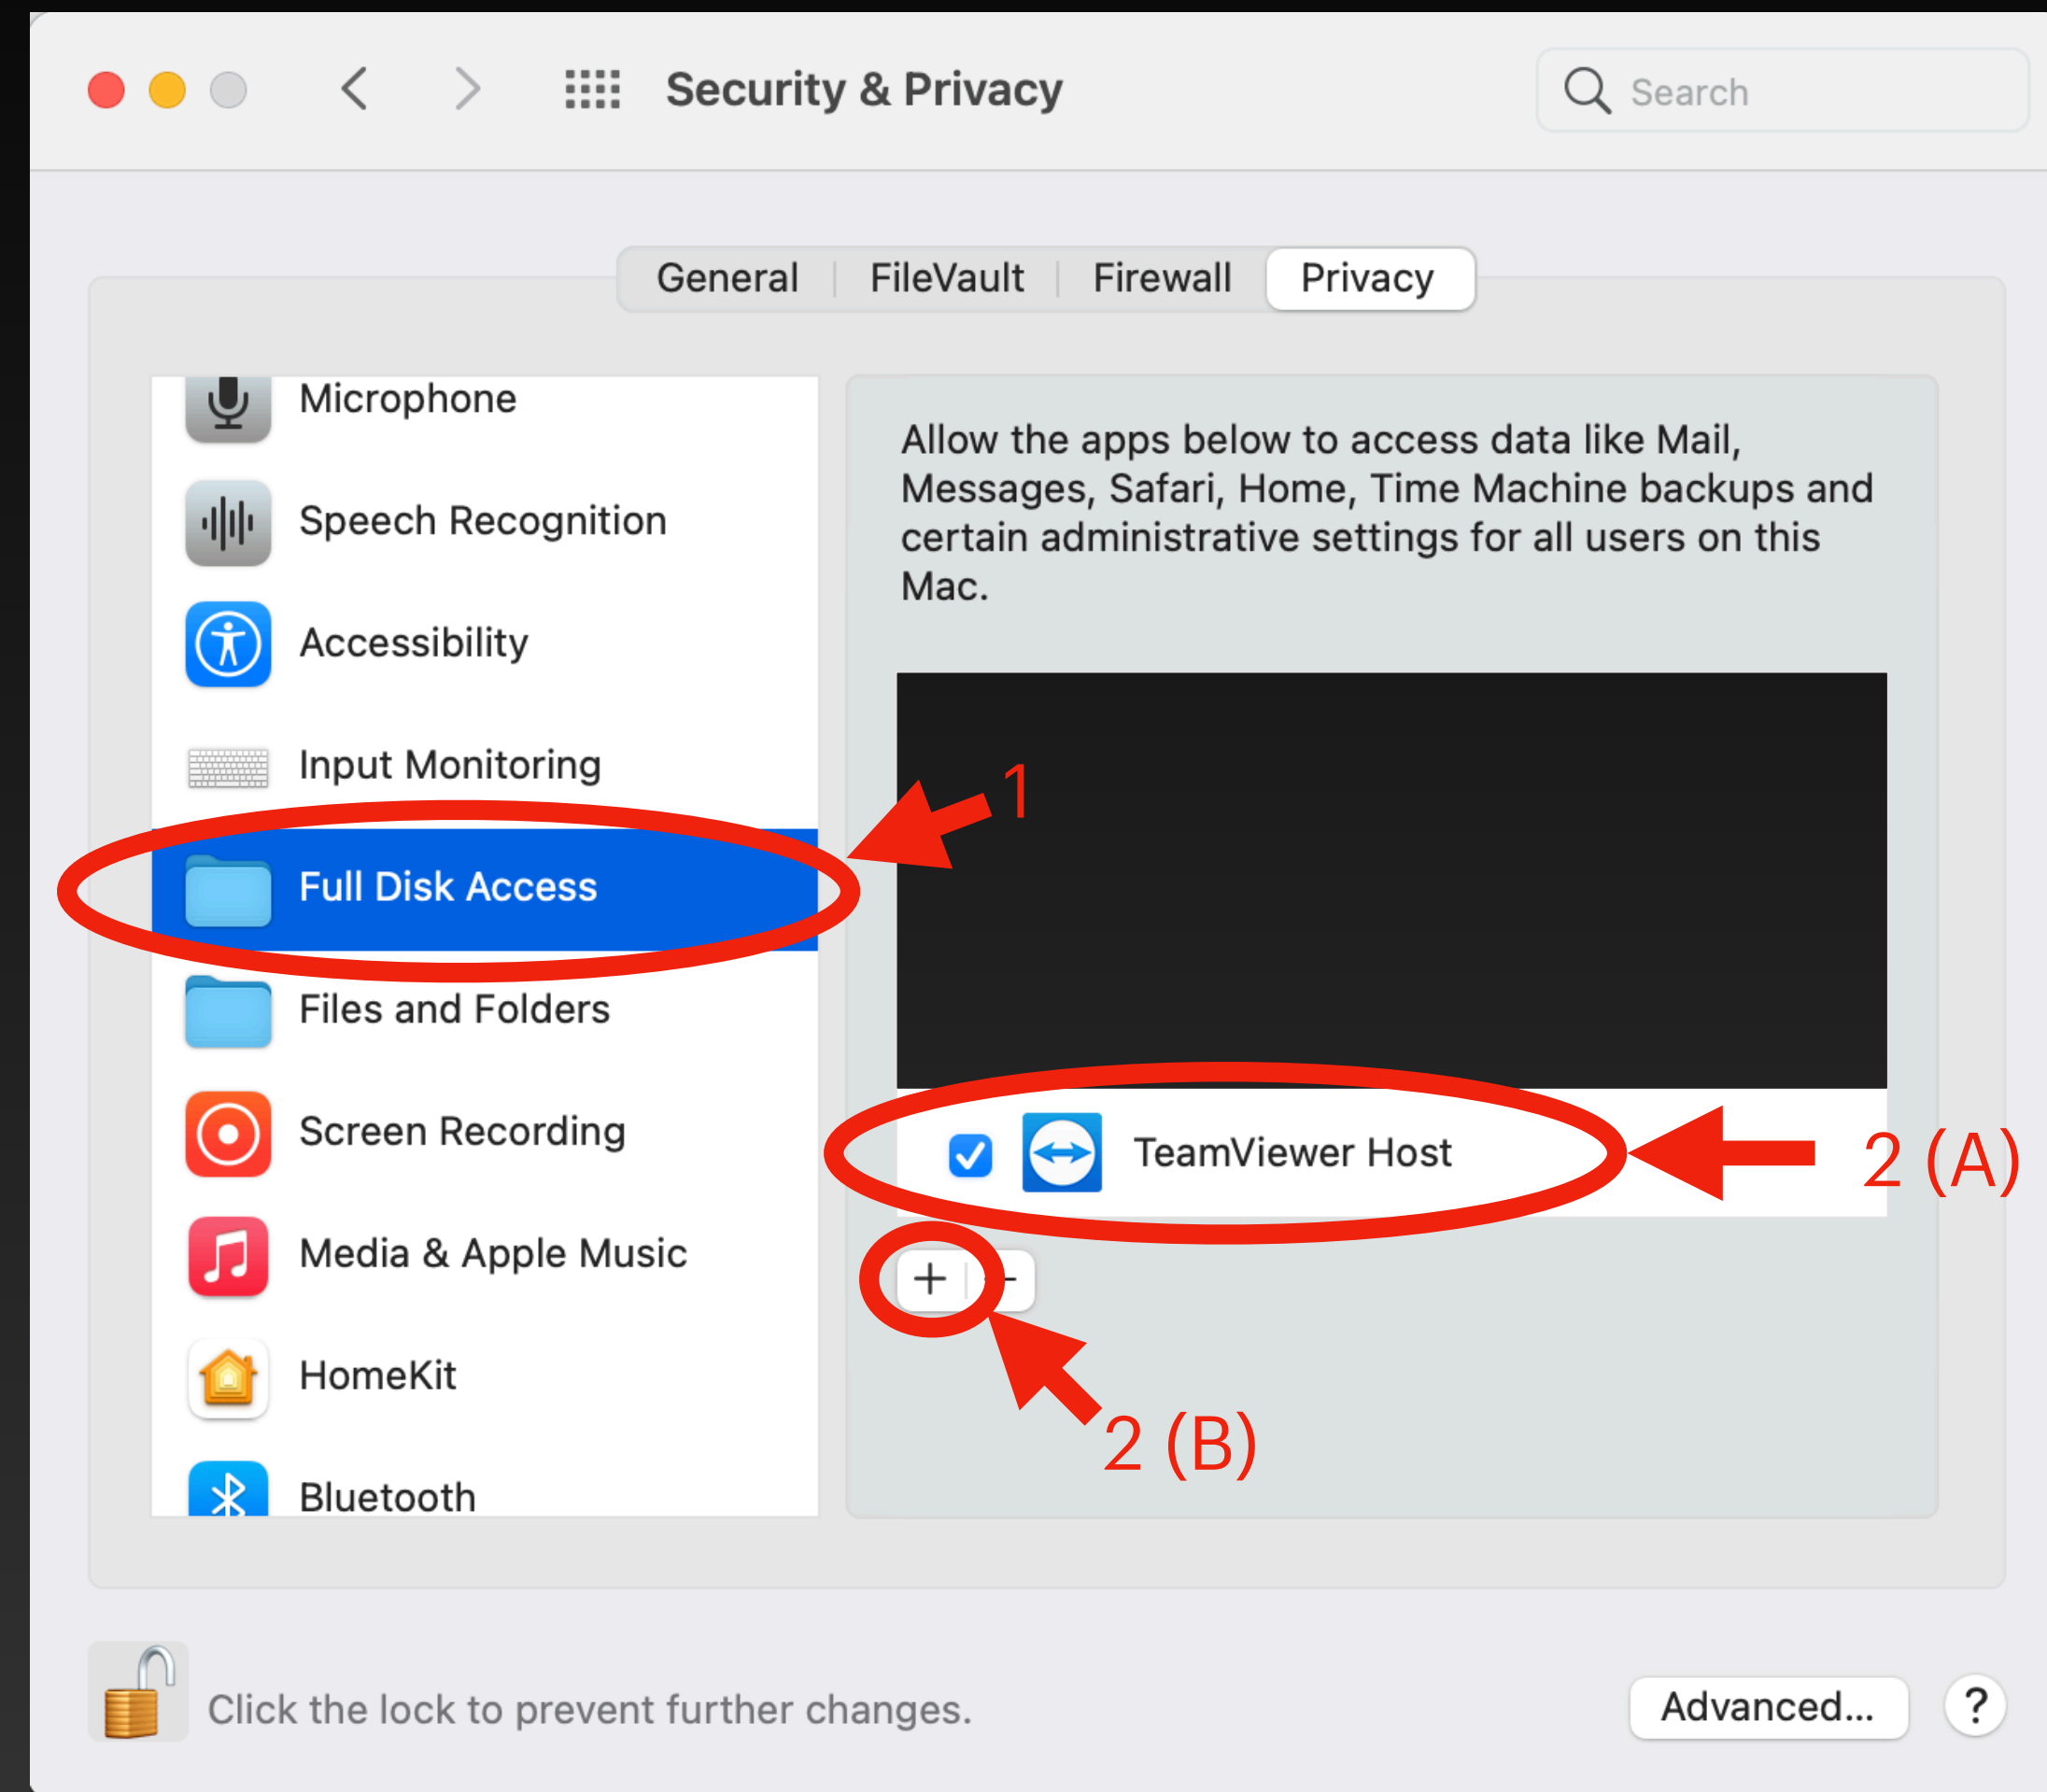 Security & Privacy
Search
General
FileVault
Firewall
Privacy
Microphone
Speech Recognition
Accessibility
Input Monitoring
Full Disk Access
Files and Folders
Screen Recording
Media & Apple Music
HomeKit
Bluetooth
Allow the apps below to access data like Mail,
Messages, Safari, Home, Time Machine backups and
certain administrative settings for all users on this
Mac.
1
TeamViewer Host
2 (A)
+
2 (B)
Click the lock to prevent further changes.
Advanced...
?